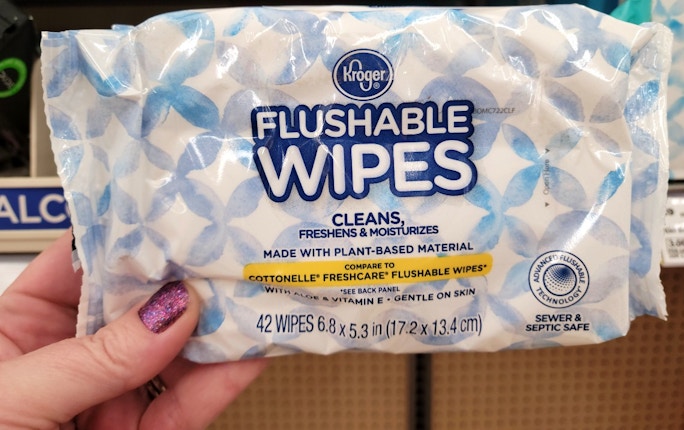 Kroger®
FLUSHABLE
WIPES
CLEANS,
FRESHENS & MOISTURIZES
MADE WITH PLANT-BASED MATERIAL
COMPARE TO
COTTONELLE® FRESHCARE® FLUSHABLE WIPES*
*SEE BACK PANEL
WITH ALOE & VITAMIN E • GENTLE ON SKIN
42 WIPES 6.8 x 5.3 in (17.2 x 13.4 cm)
ADVANCED FLUSHABLE
TECHNOLOGY
SEWER &
SEPTIC SAFE
ALC